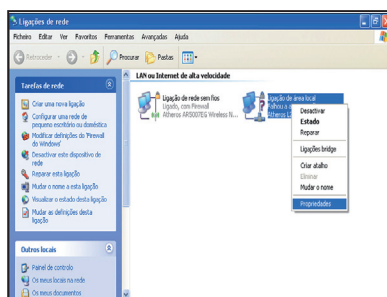 Ligações de rede
Ficheiro Editar Ver Favoritos Ferramentas Avançadas Ajuda
Retroceder Procurar Pastas
Tarefas de rede
Criar uma nova ligação
Configurar uma rede de
pequeno escritório ou doméstica
Modificar definições do 'Firewall
do Windows'
Desactivar este dispositivo de
rede
Reparar esta ligação
Mudar o nome a esta ligação
Visualizar o estado desta ligação
Mudar as definições desta
ligação
Outros locais
Painel de controlo
Os meus locais na rede
Os meus documentos
LAN ou Internet de alta velocidade
Ligação de rede sem fios
Ligado, com Firewall
Atheros AR5007EG Wireless N...
Ligação de área local
Falhou a
Atheros
Desactivar
Estado
Reparar
Ligações bridge
Criar atalho
Eliminar
Mudar o nome
Propriedades